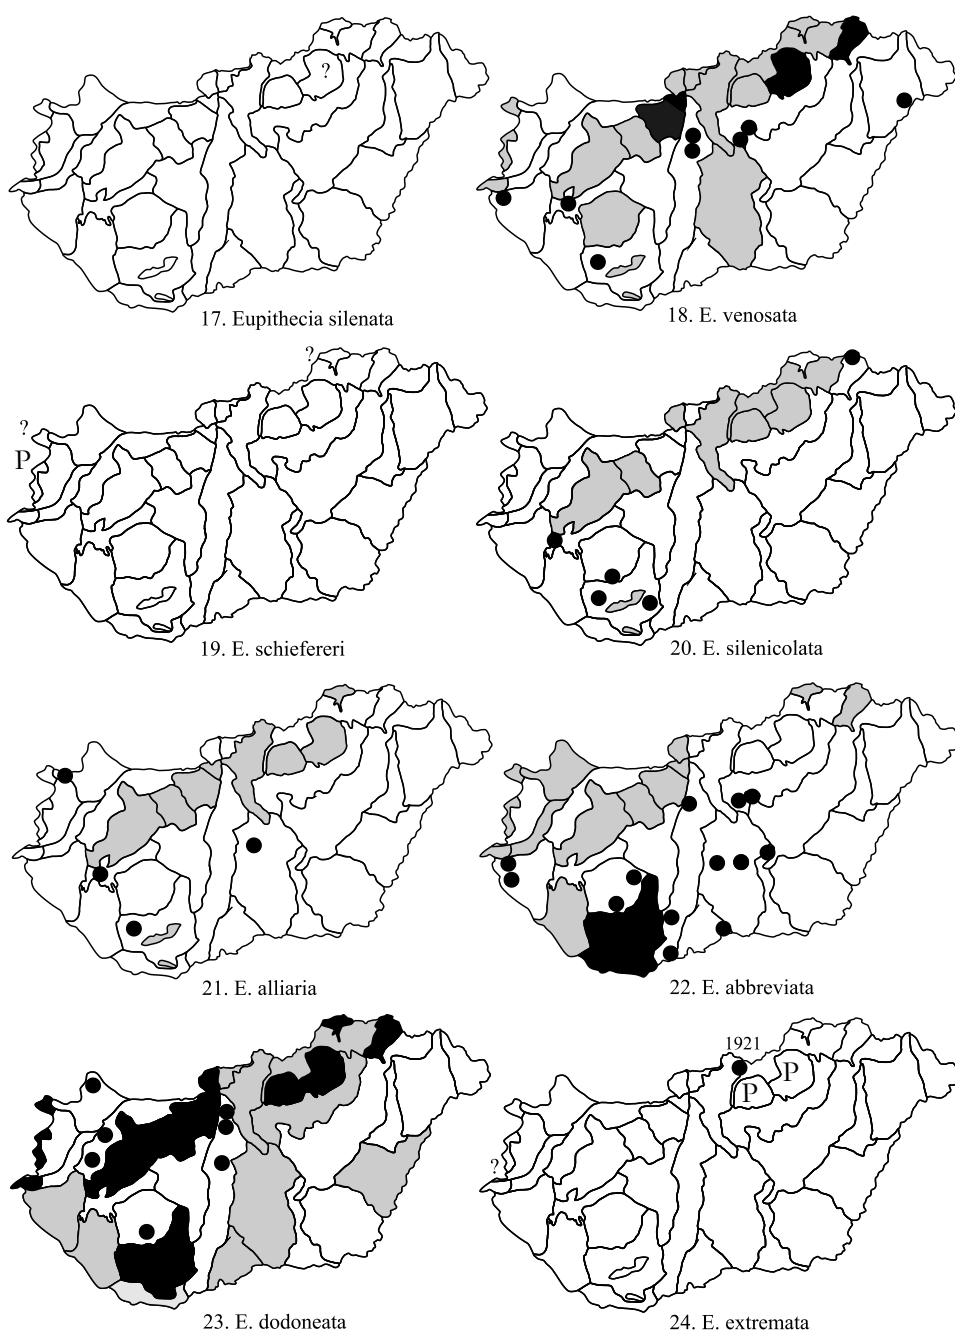 ?
17. Eupithecia silenata
18. E. venosata
?
?
P
19. E. schiefereri
20. E. silenicolata
21. E. alliaria
22. E. abbreviata
23. E. dodoneata
1921
P
P
?
24. E. extremata